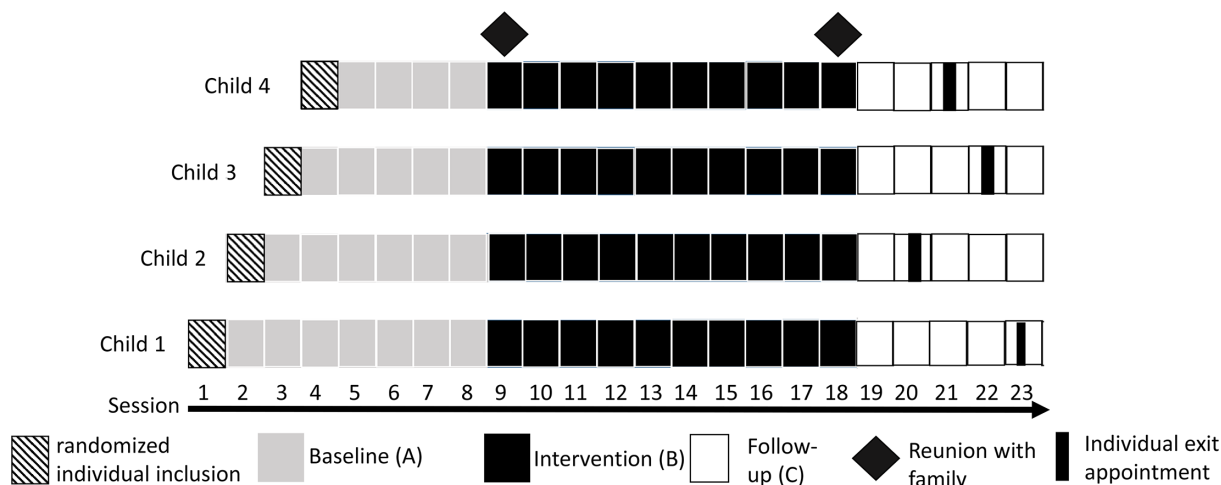 Child 4
Child 3
Child 2
Child 1
1 2 3 4 5 6 7 8 9 10 11 12 13 14 15 16 17 18 19 20 21 22 23
Session
randomized
individual inclusion
Baseline (A)
Intervention (B)
Follow-
up (C)
Reunion with
family
Individual exit
appointment